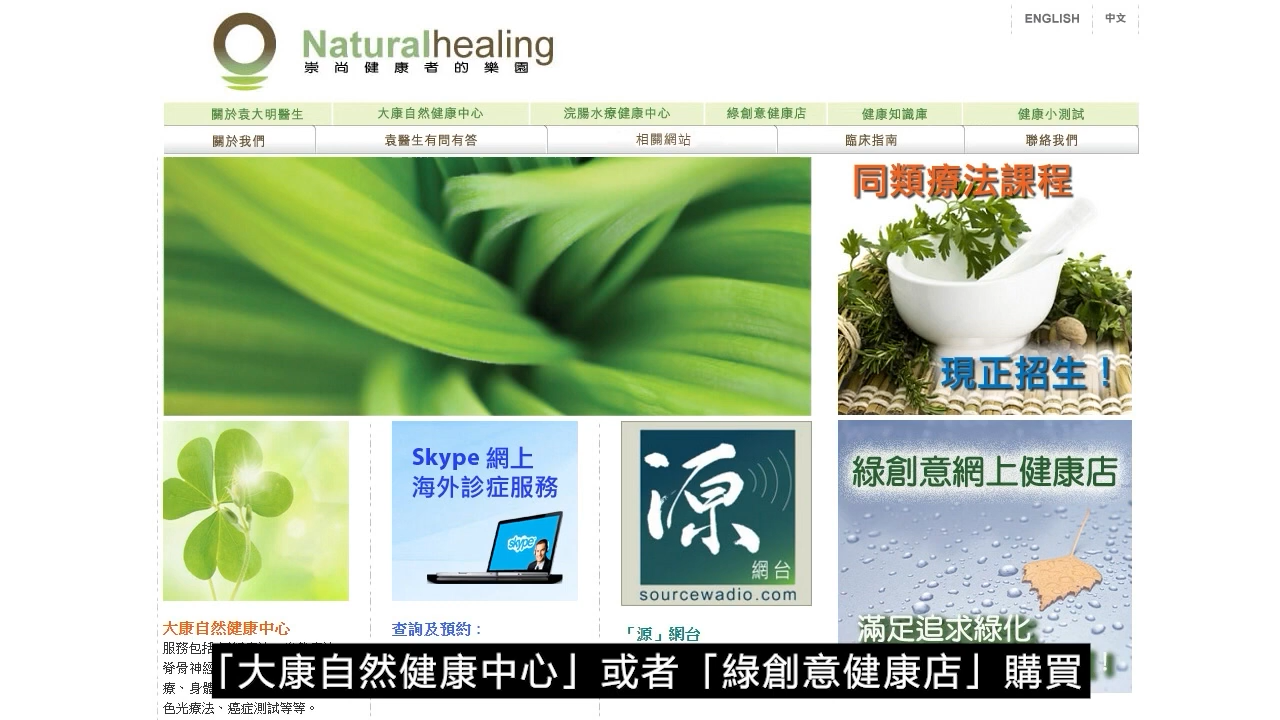 ENGLISH
中文
Naturalhealing
崇尚健康者的樂園
關於袁大明醫生
大康自然健康中心
浣腸水療健康中心
綠創意健康店
健康知識庫
健康小測試
關於我們
袁醫生有問有答
相關網站
臨床指南
聯絡我們
同類療法課程
現正招生！
Skype 網上
海外診症服務
skype
源
網台
sourcewadio.com
綠創意網上健康店
滿足追求綠化
大康自然健康中心
查詢及預約：
「源」網台
脊骨神經
療、身體
色光療法、癌症測試等等。
「大康自然健康中心」或者「綠創意健康店」購買